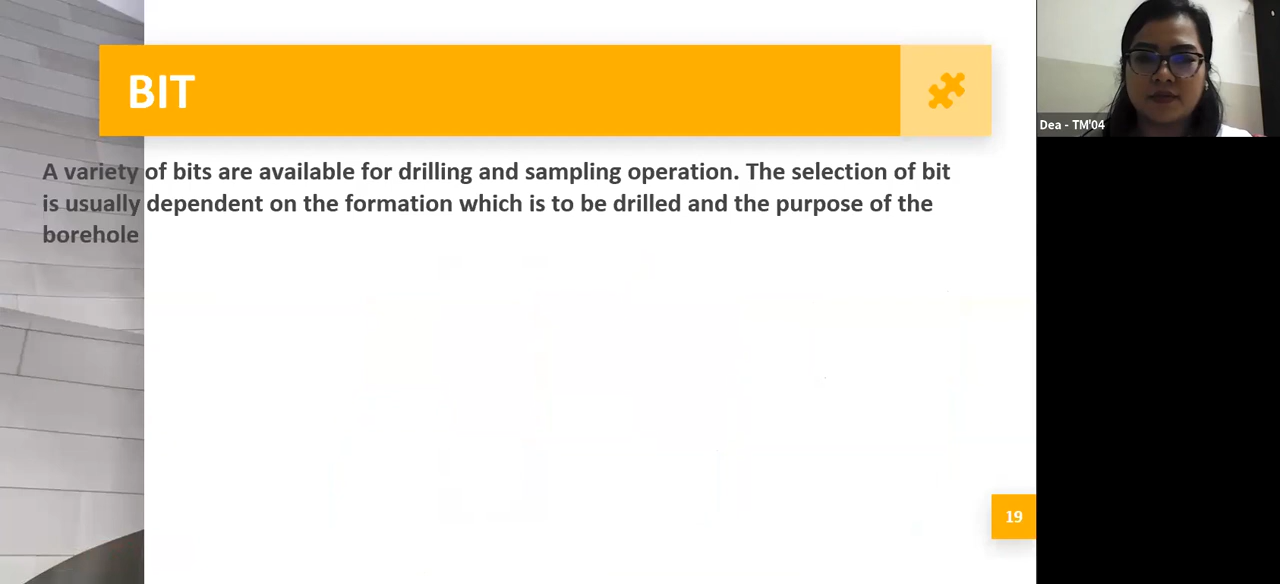 BIT
A variety of bits are available for drilling and sampling operation. The selection of bit
is usually dependent on the formation which is to be drilled and the purpose of the
borehole
19
Dea - TM'04